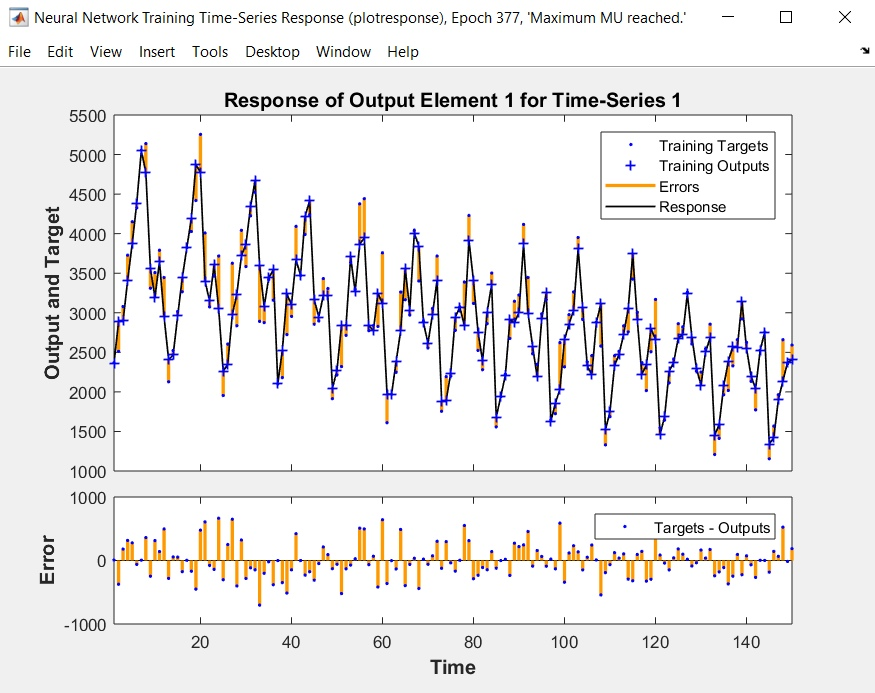 Neural Network Training Time-Series Response (plotresponse), Epoch 377, 'Maximum MU reached.'
File Edit View Insert Tools Desktop Window Help
Response of Output Element 1 for Time-Series 1
Output and Target
5500
5000
4500
4000
3500
3000
2500
2000
1500
1000
Training Targets
Training Outputs
Errors
Response
Error
1000
0
-1000
Targets - Outputs
20 40 60 80 100 120 140
Time